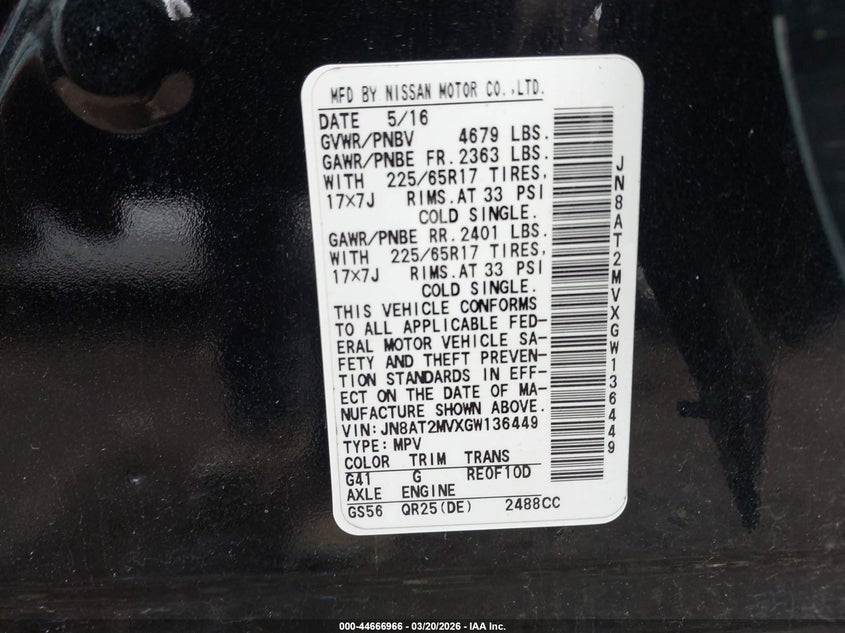 MFD BY NISSAN MOTOR CO.,LTD.
DATE 5/16
GVWR/PNBV 4679 LBS.
GAWR/PNBE FR. 2363 LBS.
WITH 225/65R17 TIRES,
17×7J RIMS.AT 33 PSI
COLD SINGLE.
GAWR/PNBE RR. 2401 LBS.
WITH 225/65R17 TIRES,
17×7J RIMS.AT 33 PSI
COLD SINGLE.
THIS VEHICLE CONFORMS
TO ALL APPLICABLE FED-
ERAL MOTOR VEHICLE SA-
FETY AND THEFT PREVEN-
TION STANDARDS IN EFF-
ECT ON THE DATE OF MA-
NUFACTURE SHOWN ABOVE.
VIN: JN8AT2MVXGW136449
TYPE: MPV
COLOR TRIM TRANS
G41 G RE0F10D
AXLE ENGINE
GS56 QR25(DE) 2488CC
JN8AT2MVXGW136449
000-44666966 - 03/20/2026 - IAA Inc.